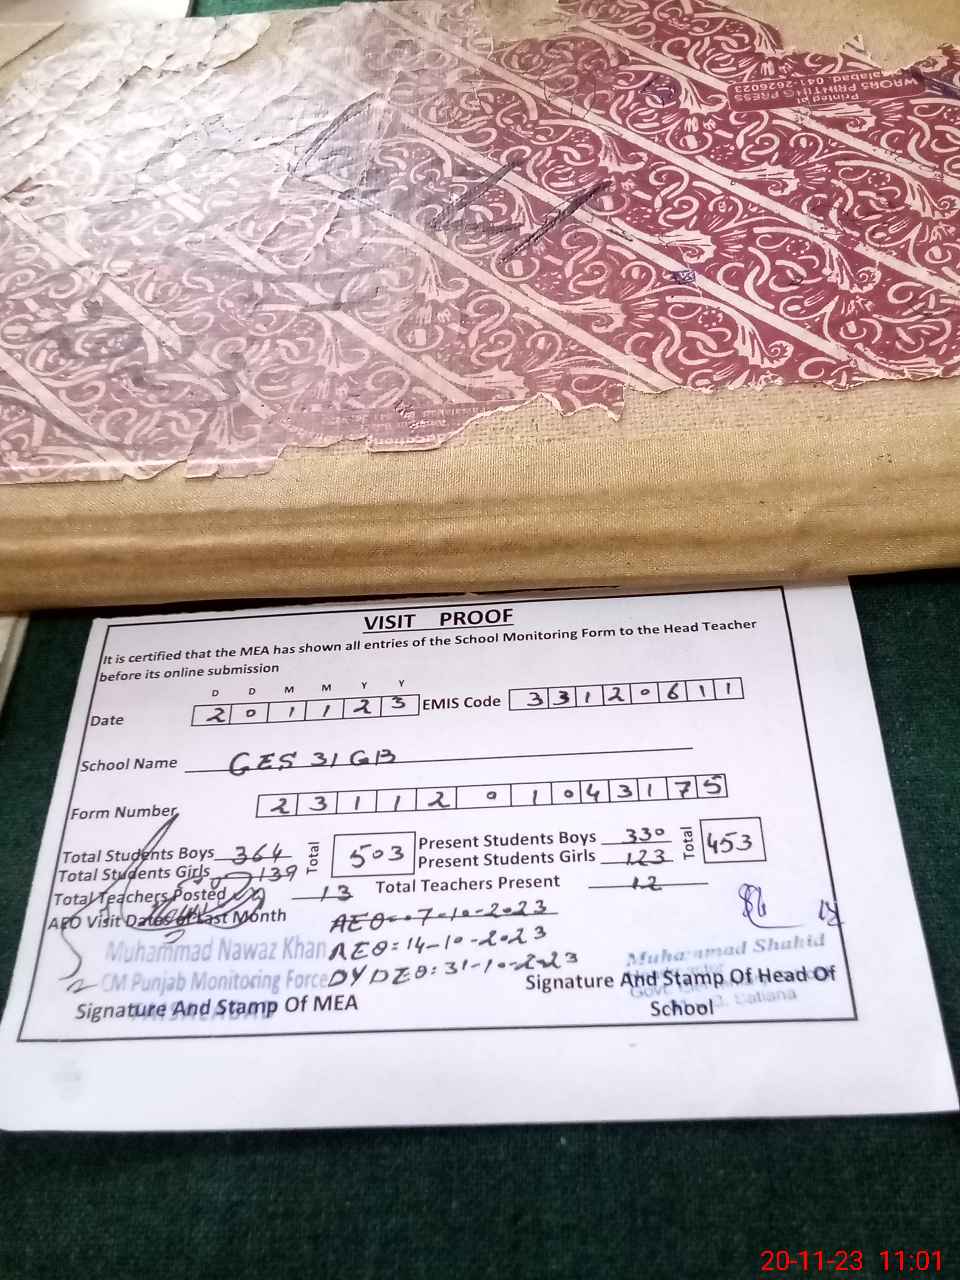 Printed at
WAORS PRINTING PRESS
041-2626023
VISIT PROOF
It is certified that the MEA has shown all entries of the School Monitoring Form to the Head Teacher
before its online submission
D D M M Y Y
Date 2 0 1 1 2 3 EMIS Code 3 3 1 2 0 6 1 1
School Name GES 31 GB
Form Number 2 3 1 1 2 0 1 0 4 3 1 7 5
Total Students Boys 364 Total 503 Present Students Boys 330 Total 453
Total Students Girls 139 Present Students Girls 123
Total Teachers Posted 13 Total Teachers Present 12
AEO Visit Dates of Last Month AEO = 07-10-2023
AEO = 14-10-2023
DYDEO: 31-10-2023
Muhammad Nawaz Khan
CM Punjab Monitoring Force
FAISALABAD
Signature And Stamp Of MEA
Muhammad Shahid
Signature And Stamp Of Head Of
School
20-11-23 11:01